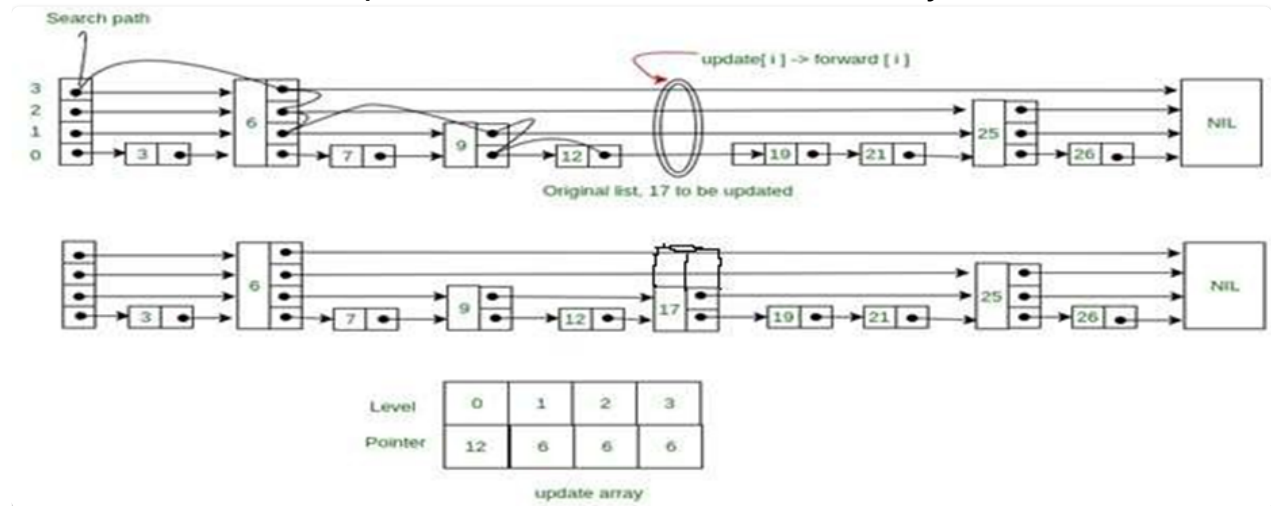 Search path
update[ i ] -> forward [ i ]
3
2
1
0
3 6 7 9 12 19 21 25 26 NIL
Original list, 17 to be updated
3 6 7 9 12 17 19 21 25 26 NIL
Level 0 1 2 3
Pointer 12 6 6 6
update array